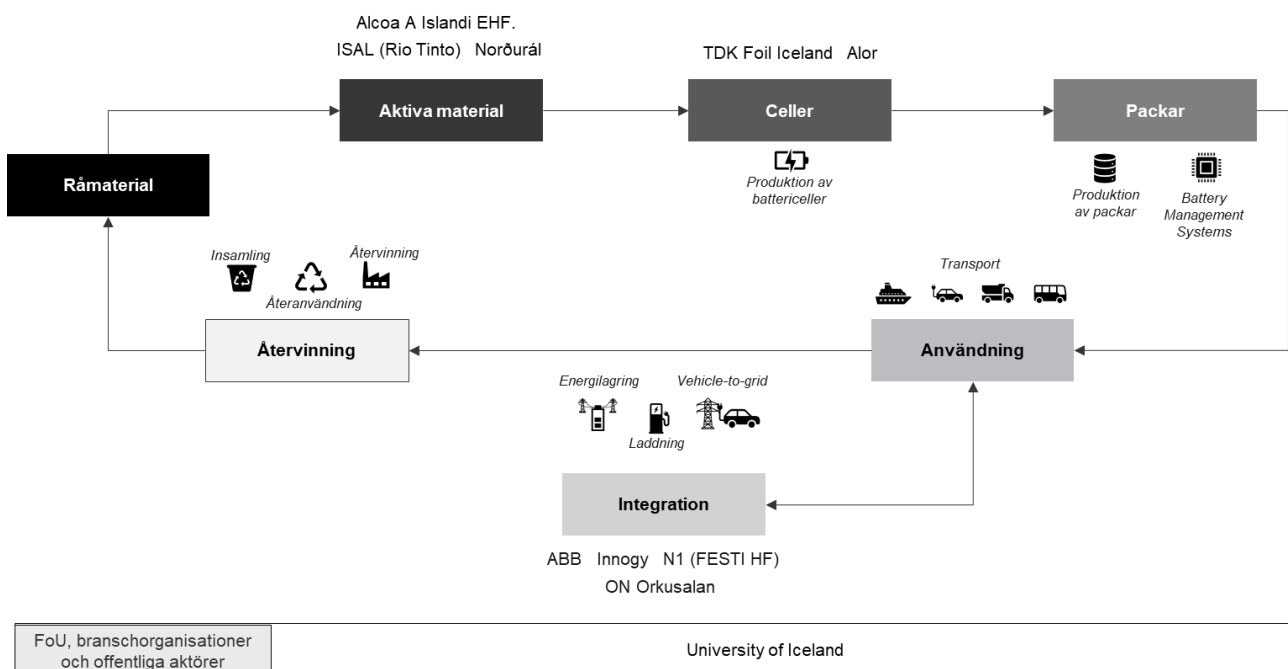 Alcoa A Islandi EHF.
ISAL (Rio Tinto) Norðurál
TDK Foil Iceland Alor
Aktiva material
Celler
Packar
Råmaterial
Produktion av
battericeller
Produktion
av packar
Battery
Management
Systems
Insamling
Återvinning
Återanvändning
Transport
Återvinning
Användning
Energilagring
Vehicle-to-grid
Laddning
Integration
ABB Innogy N1 (FESTI HF)
ON Orkusalan
FoU, branschorganisationer
och offentliga aktörer
University of Iceland